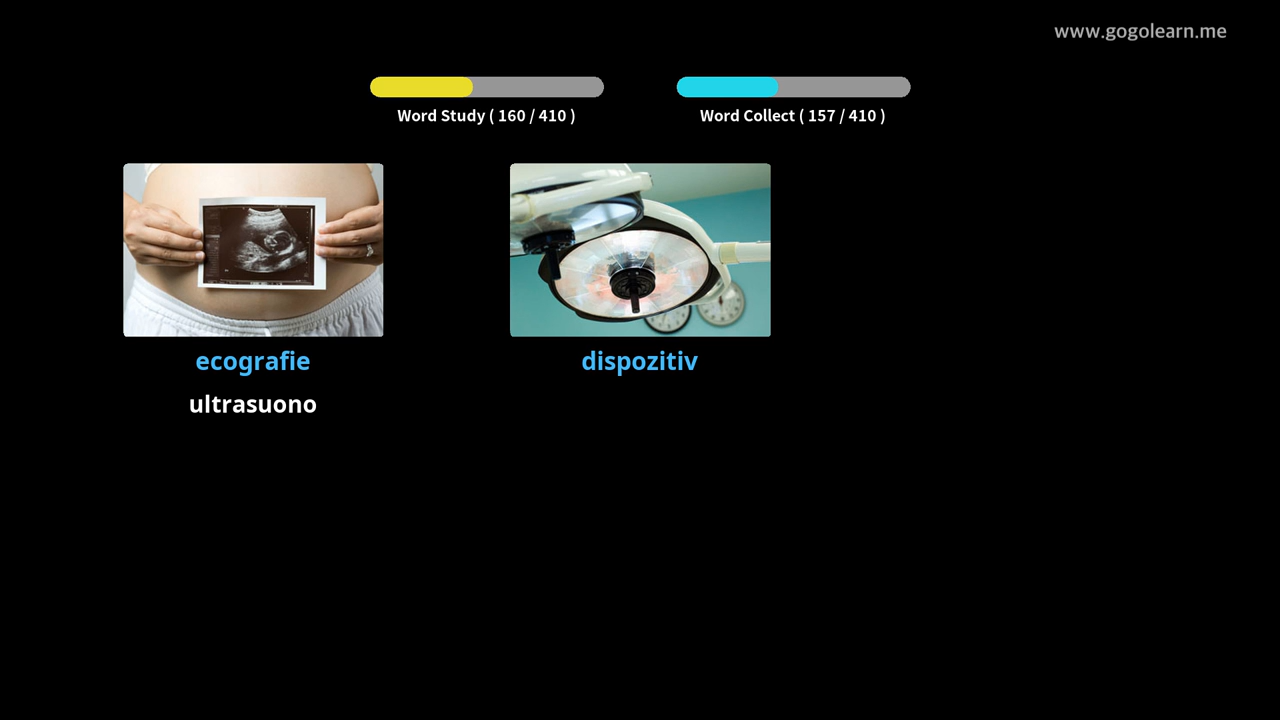 www.gogolearn.me
Word Study ( 160 / 410 )
Word Collect ( 157 / 410 )
ecografie
dispozitiv
ultrasuono